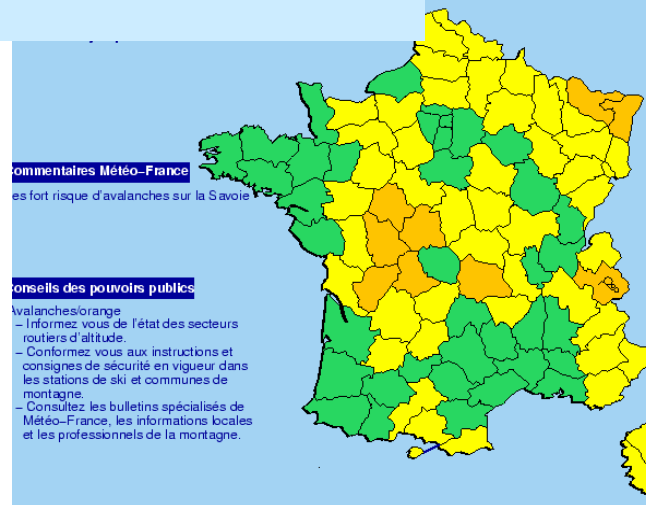 Commentaires Météo–France
es fort risque d'avalanches sur la Savoie
Conseils des pouvoirs publics
Avalanches/orange
– Informez vous de l'état des secteurs
routiers d'altitude.
– Conformez vous aux instructions et
consignes de sécurité en vigueur dans
les stations de ski et communes de
montagne.
– Consultez les bulletins spécialisés de
Météo–France, les informations locales
et les professionnels de la montagne.